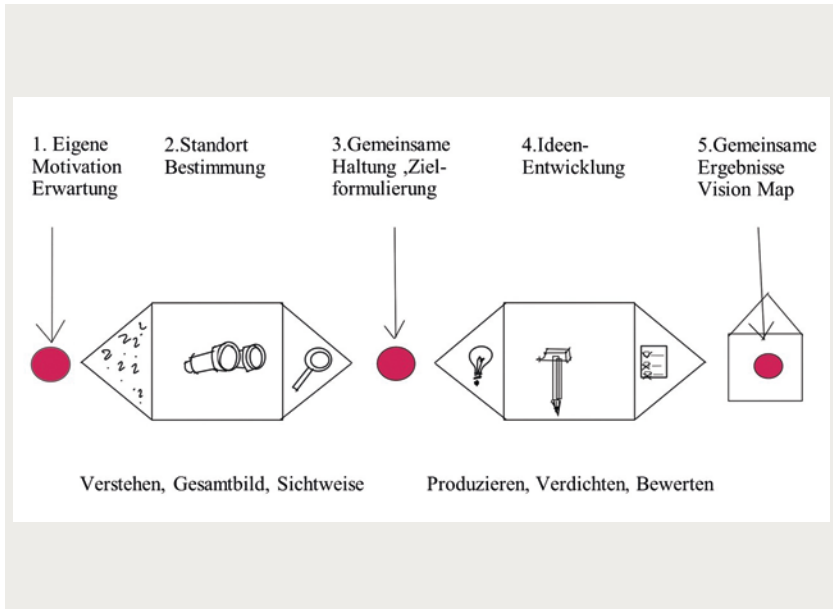 1. Eigene
Motivation
Erwartung
2.Standort
Bestimmung
3.Gemeinsame
Haltung ,Ziel-
formulierung
4.Ideen-
Entwicklung
5.Gemeinsame
Ergebnisse
Vision Map
Verstehen, Gesamtbild, Sichtweise
Produzieren, Verdichten, Bewerten